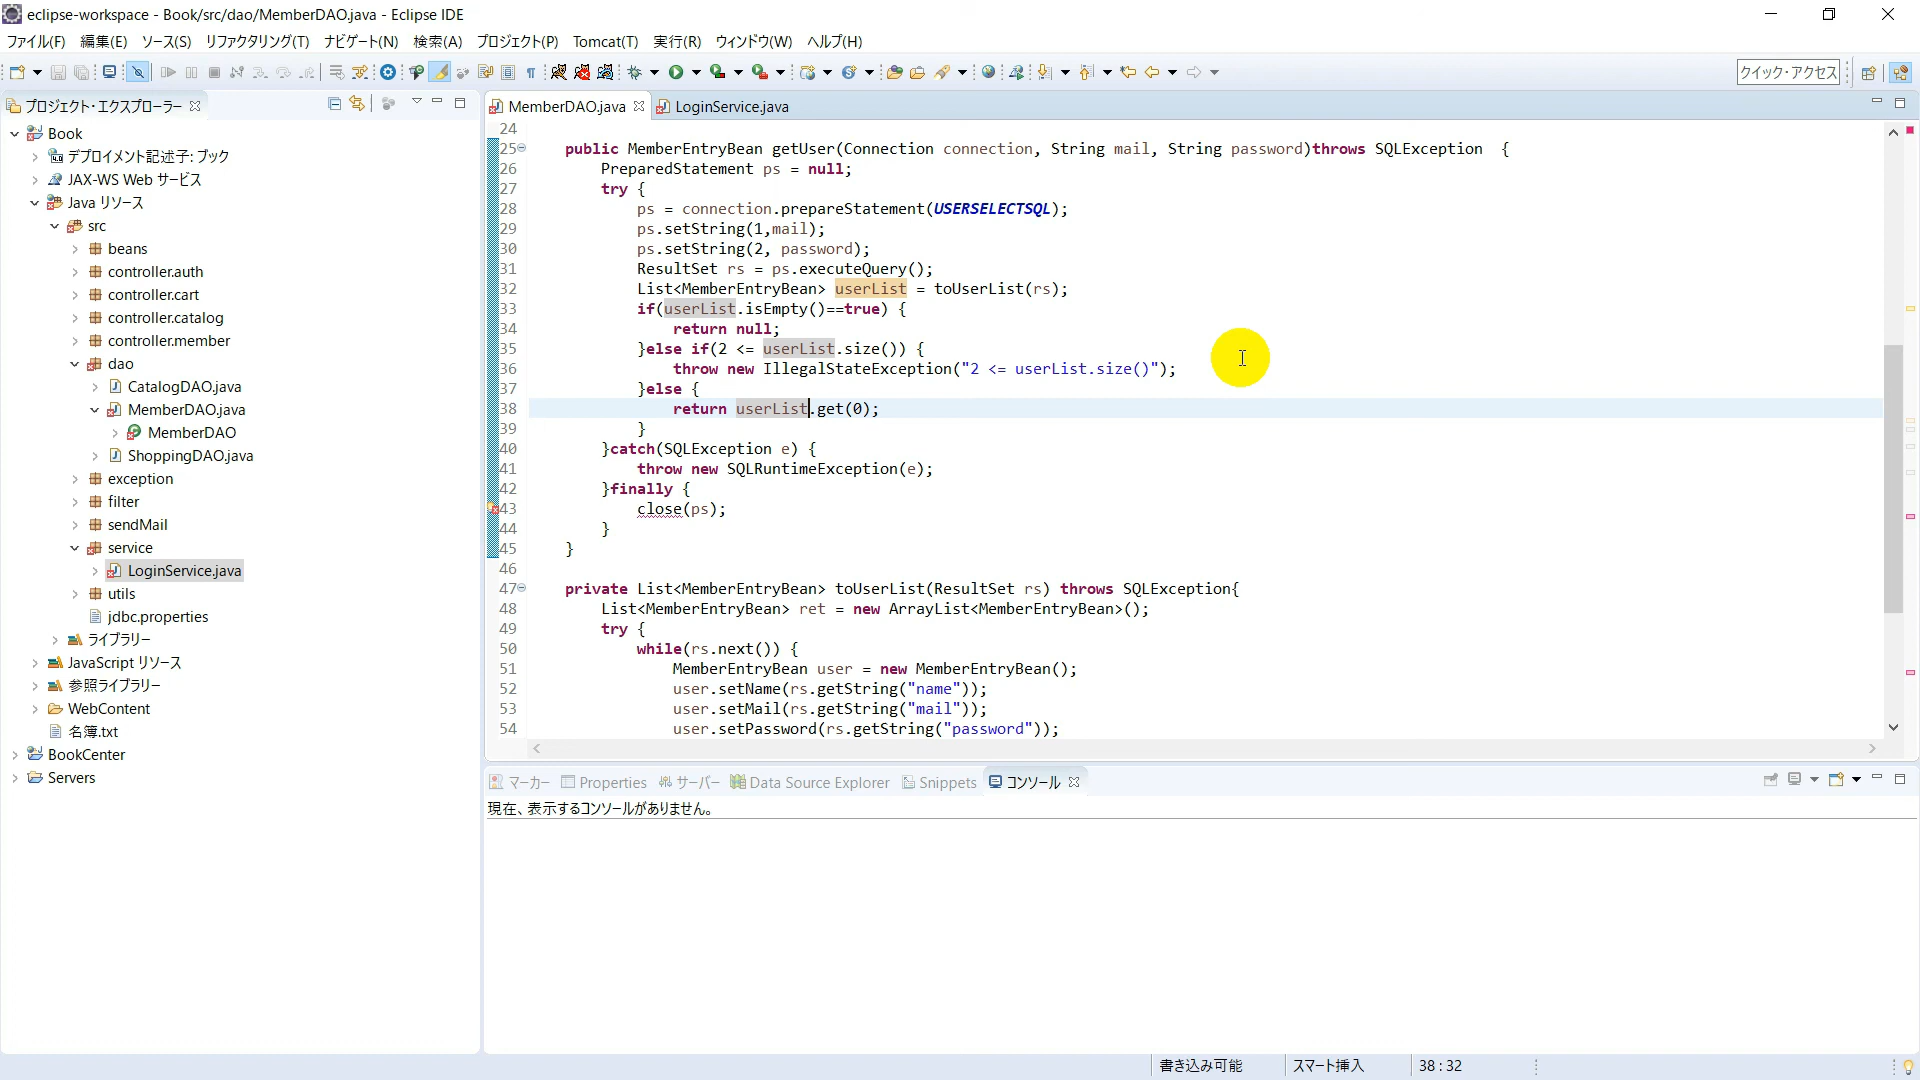 eclipse-workspace - Book/src/dao/MemberDAO.java - Eclipse IDE
ファイル(F) 編集(E) ソース(S) リファクタリング(T) ナビゲート(N) 検索(A) プロジェクト(P) Tomcat(T) 実行(R) ウィンドウ(W) ヘルプ(H)
クイック・アクセス
プロジェクト・エクスプローラー
Book
デプロイメント記述子: ブック
JAX-WS Web サービス
Java リソース
src
beans
controller.auth
controller.cart
controller.catalog
controller.member
dao
CatalogDAO.java
MemberDAO.java
MemberDAO
ShoppingDAO.java
exception
filter
sendMail
service
LoginService.java
utils
jdbc.properties
ライブラリー
JavaScript リソース
参照ライブラリー
WebContent
名簿.txt
BookCenter
Servers
MemberDAO.java LoginService.java
24
25 public MemberEntryBean getUser(Connection connection, String mail, String password)throws SQLException {
26 PreparedStatement ps = null;
27 try {
28 ps = connection.prepareStatement(USERSELECTSQL);
29 ps.setString(1,mail);
30 ps.setString(2, password);
31 ResultSet rs = ps.executeQuery();
32 List<MemberEntryBean> userList = toUserList(rs);
33 if(userList.isEmpty()==true) {
34 return null;
35 }else if(2 <= userList.size()) {
36 throw new IllegalStateException("2 <= userList.size()");
37 }else {
38 return userList.get(0);
39 }
40 }catch(SQLException e) {
41 throw new SQLRuntimeException(e);
42 }finally {
43 close(ps);
44 }
45 }
46
47 private List<MemberEntryBean> toUserList(ResultSet rs) throws SQLException{
48 List<MemberEntryBean> ret = new ArrayList<MemberEntryBean>();
49 try {
50 while(rs.next()) {
51 MemberEntryBean user = new MemberEntryBean();
52 user.setName(rs.getString("name"));
53 user.setMail(rs.getString("mail"));
54 user.setPassword(rs.getString("password"));
マーカー Properties サーバー Data Source Explorer Snippets コンソール
現在、表示するコンソールがありません。
書き込み可能 スマート挿入 38 : 32